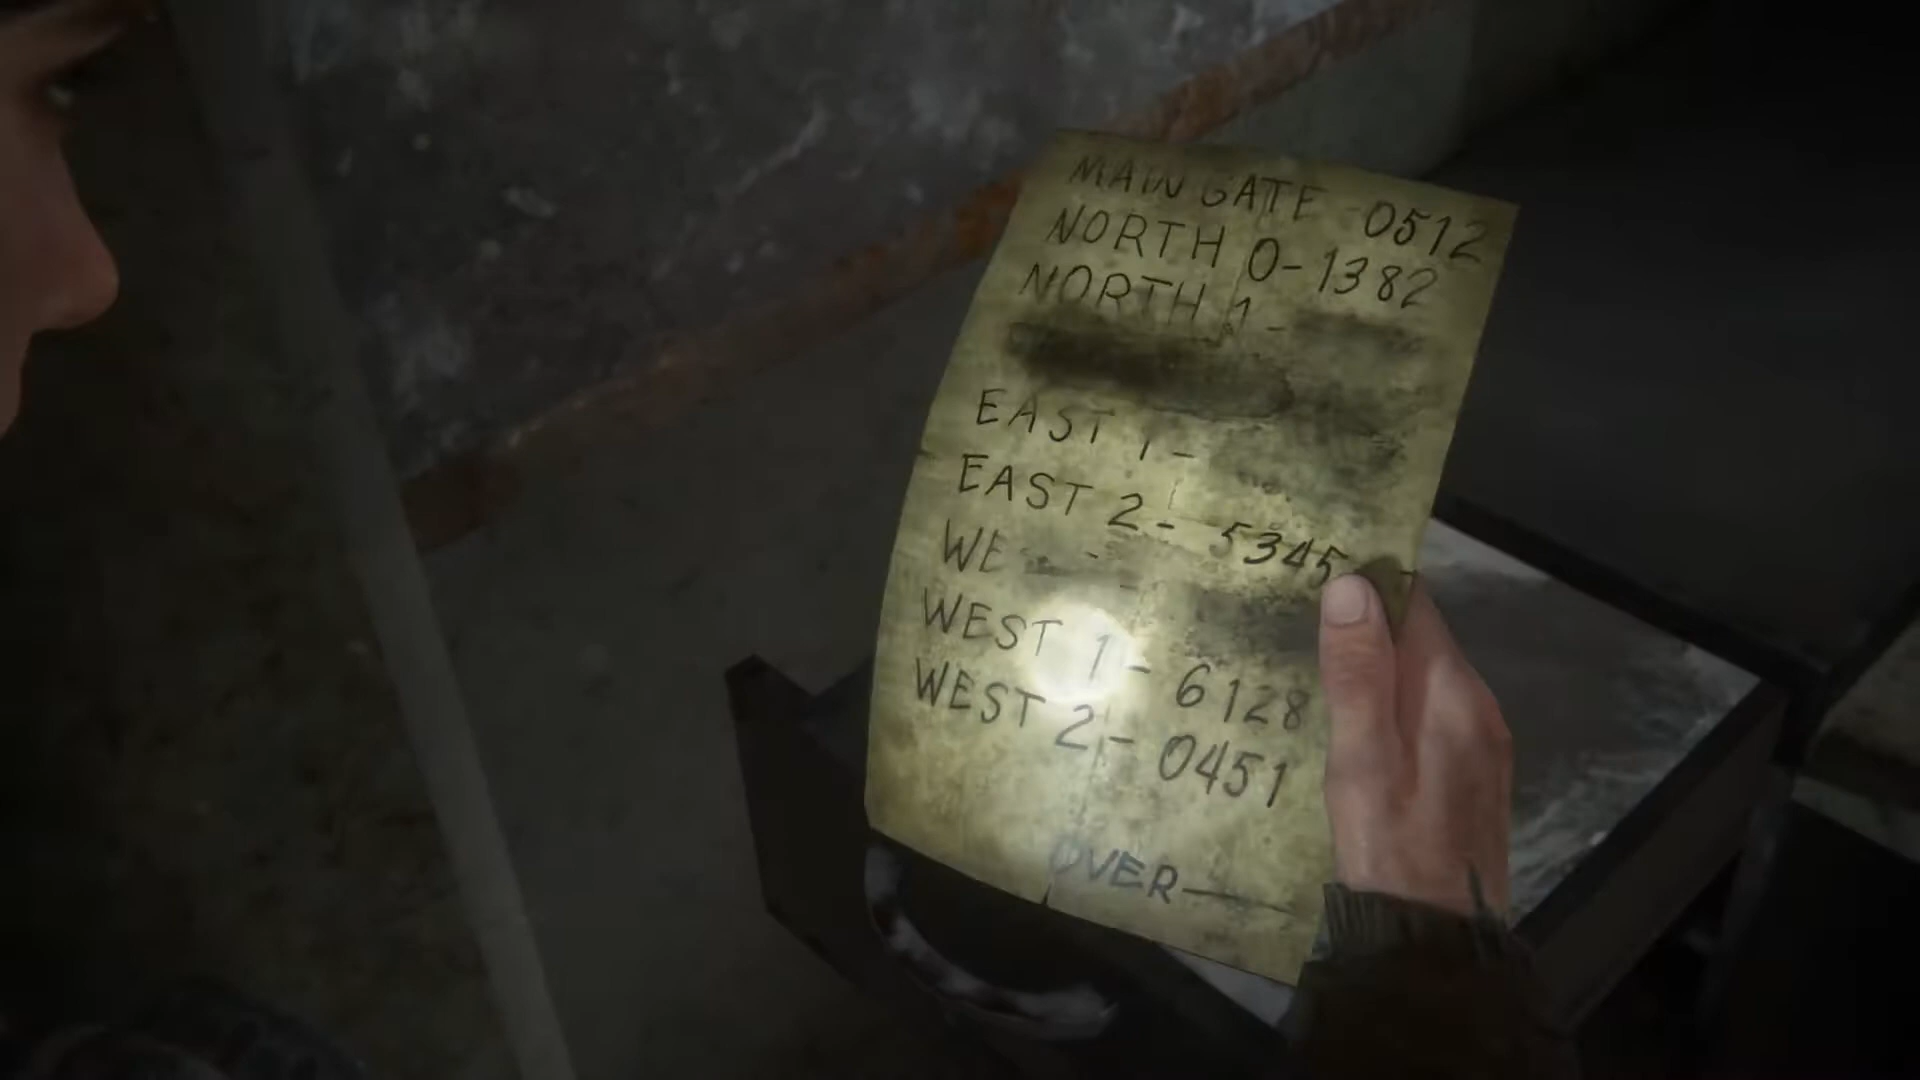 MAIN GATE 0512
NORTH 0- 1382
NORTH 1-
EAST 1-
EAST 2- 5345
WE
WEST 1- 6128
WEST 2- 0451
OVER